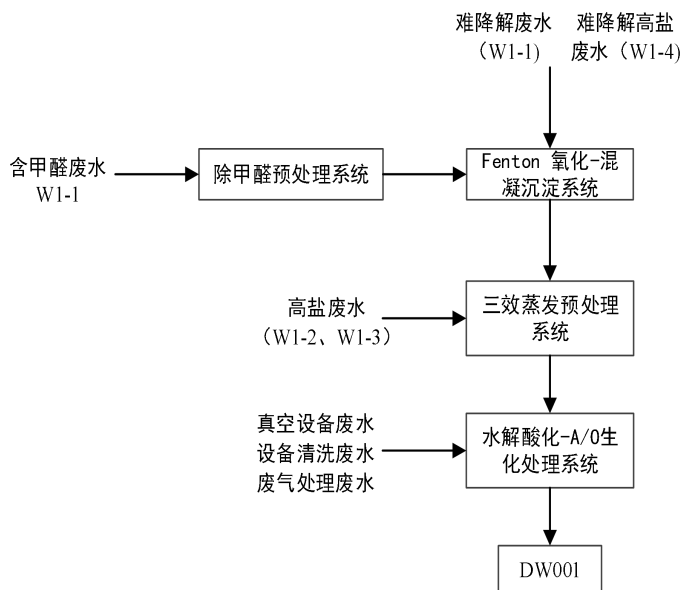 难降解废水
（W1-1)
难降解高盐
废水（W1-4）
含甲醛废水
W1-1
除甲醛预处理系统
Fenton 氧化-混
凝沉淀系统
高盐废水
（W1-2、W1-3）
三效蒸发预处理
系统
真空设备废水
设备清洗废水
废气处理废水
水解酸化-A/O生
化处理系统
DW001